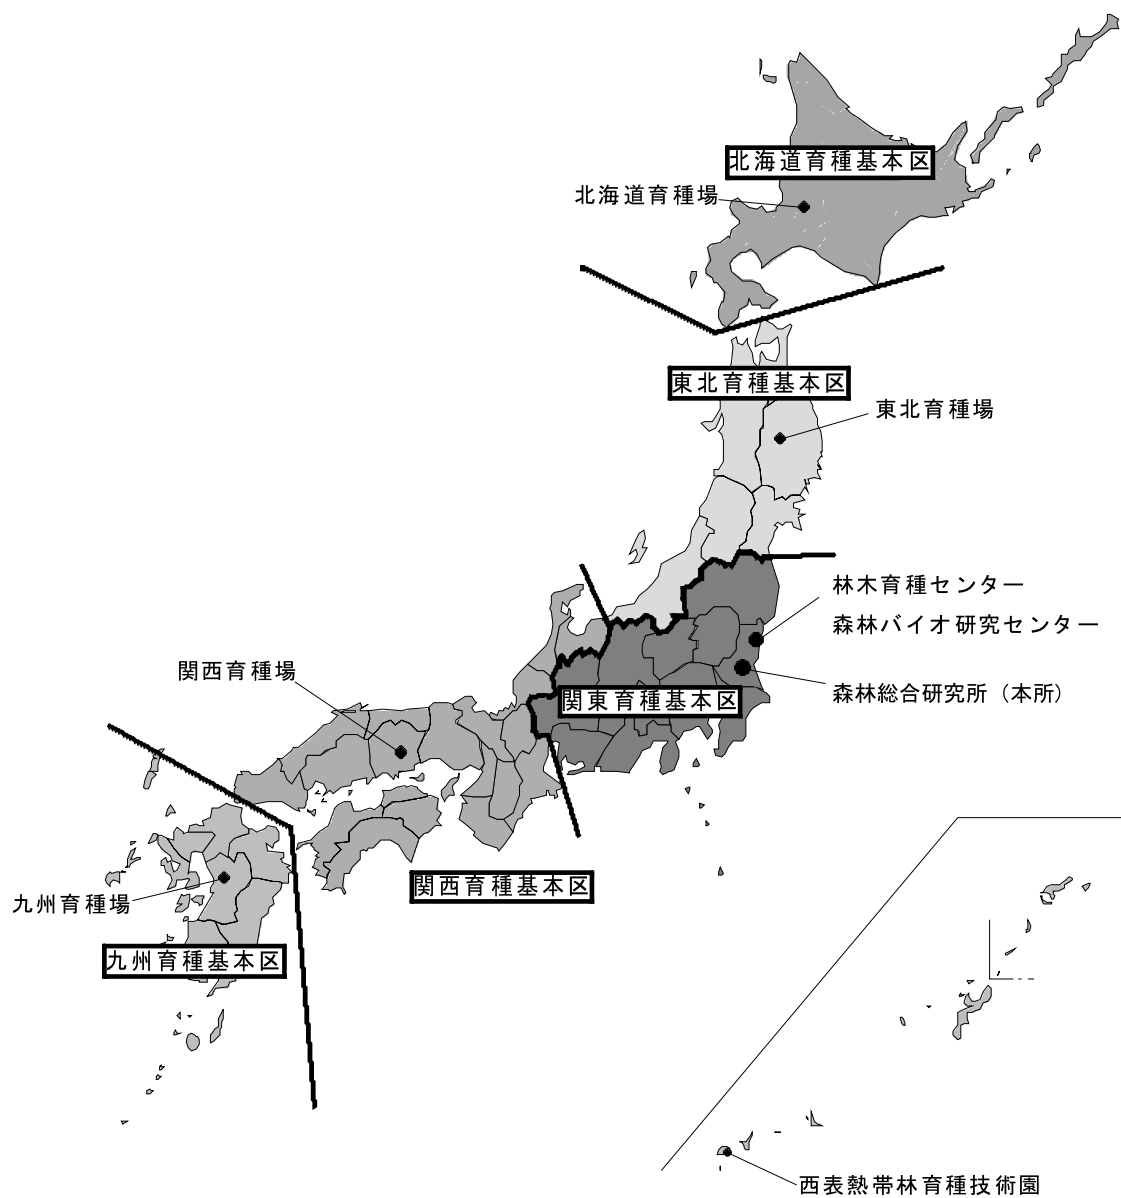 北海道育種基本区
北海道育種場
東北育種基本区
東北育種場
林木育種センター
森林バイオ研究センター
関西育種場
関東育種基本区
森林総合研究所（本所）
関西育種基本区
九州育種場
九州育種基本区
西表熱帯林育種技術園